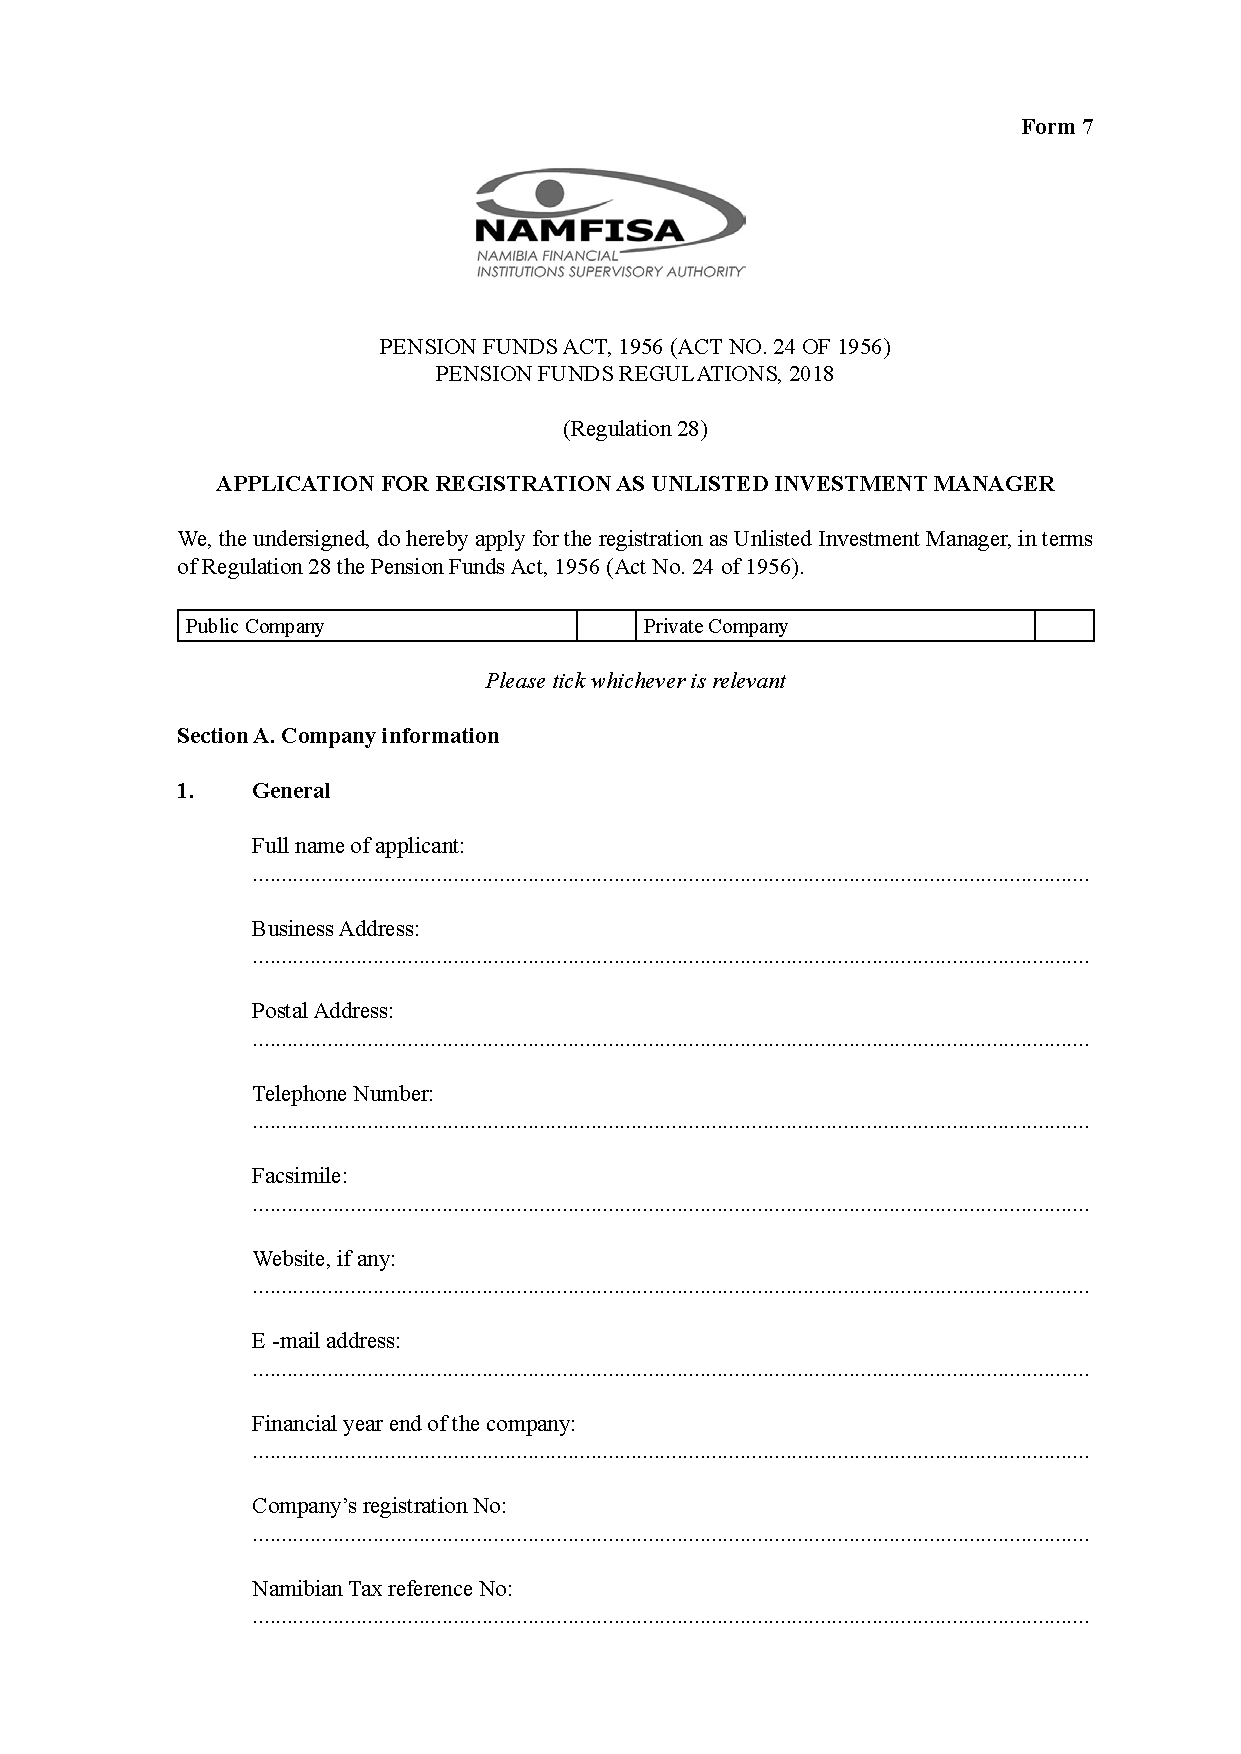 Form 7
NAMFISA
NAMIBIA FINANCIAL
INSTITUTIONS SUPERVISORY AUTHORITY
PENSION FUNDS ACT, 1956 (ACT NO. 24 OF 1956)
PENSION FUNDS REGULATIONS, 2018
(Regulation 28)
APPLICATION FOR REGISTRATION AS UNLISTED INVESTMENT MANAGER
We, the undersigned, do hereby apply for the registration as Unlisted Investment Manager, in terms
of Regulation 28 the Pension Funds Act, 1956 (Act No. 24 of 1956).
Public Company Private Company
Please tick whichever is relevant
Section A. Company information
1. General
Full name of applicant:
Business Address:
Postal Address:
Telephone Number:
Facsimile:
Website, if any:
E -mail address:
Financial year end of the company:
Company’s registration No:
Namibian Tax reference No: